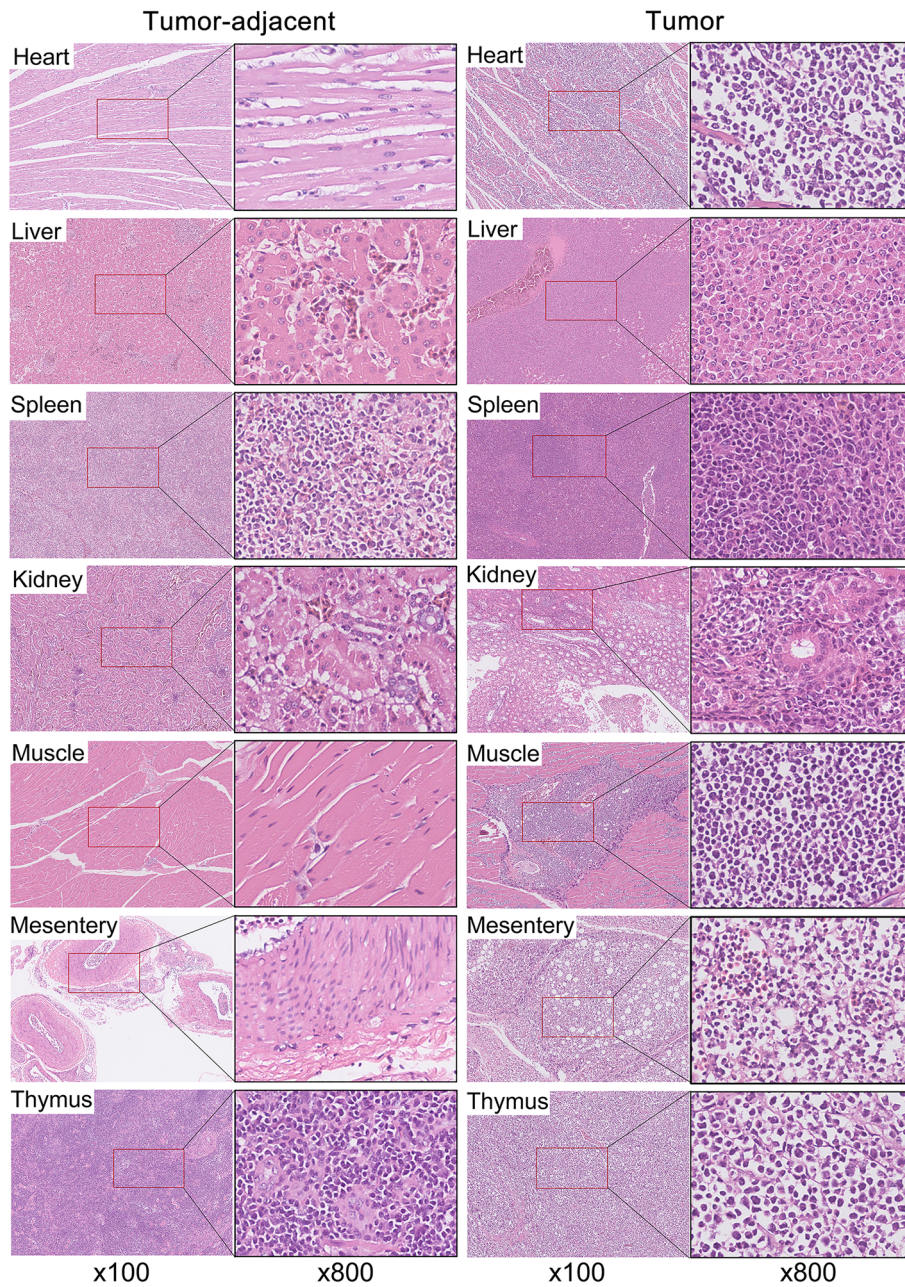 Tumor-adjacent Tumor
Heart Heart
Liver Liver
Spleen Spleen
Kidney Kidney
Muscle Muscle
Mesentery Mesentery
Thymus Thymus
x100 x800 x100 x800